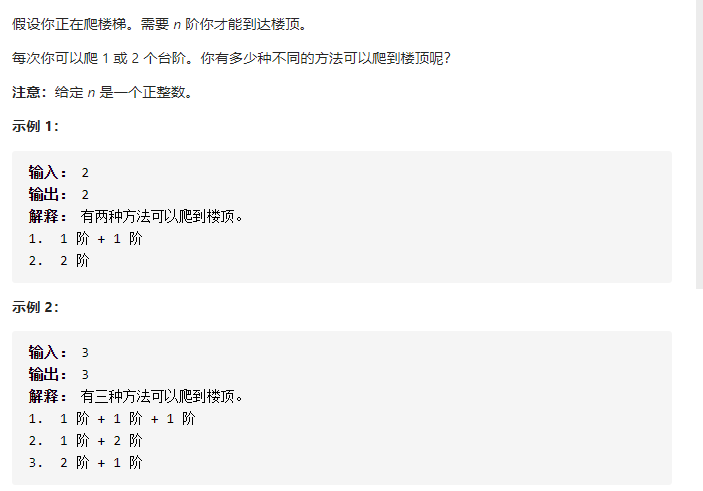 假设你正在爬楼梯。需要 n 阶你才能到达楼顶。
每次你可以爬 1 或 2 个台阶。你有多少种不同的方法可以爬到楼顶呢？
注意：给定 n 是一个正整数。
示例 1：
输入： 2
输出： 2
解释： 有两种方法可以爬到楼顶。
1. 1 阶 + 1 阶
2. 2 阶
示例 2：
输入： 3
输出： 3
解释： 有三种方法可以爬到楼顶。
1. 1 阶 + 1 阶 + 1 阶
2. 1 阶 + 2 阶
3. 2 阶 + 1 阶